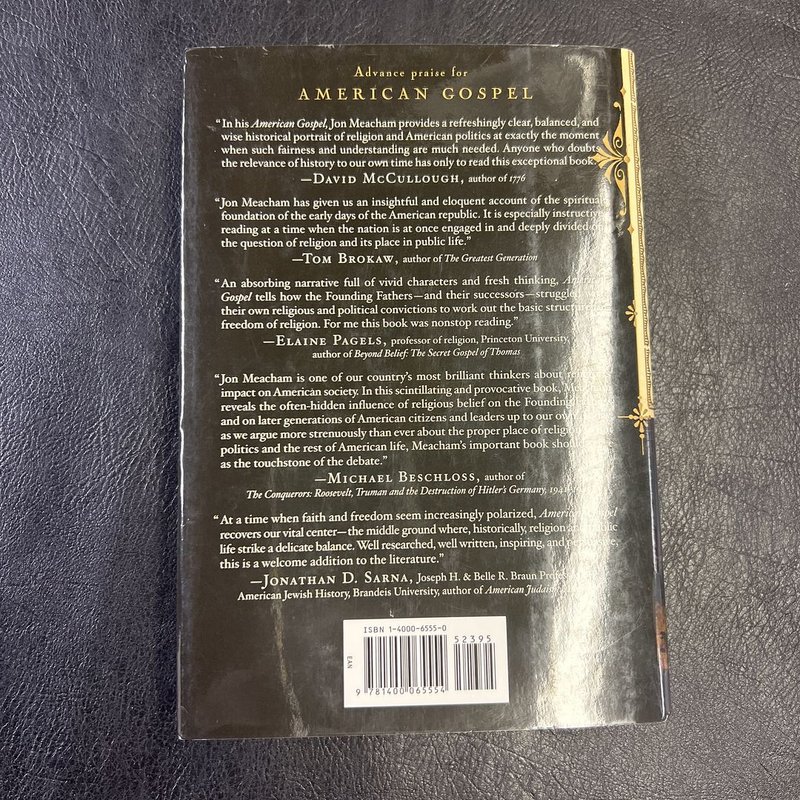 Advance praise for
AMERICAN GOSPEL
“In his American Gospel, Jon Meacham provides a refreshingly clear, balanced, and
wise historical portrait of religion and American politics at exactly the moment
when such fairness and understanding are much needed. Anyone who doubts
the relevance of history to our own time has only to read this exceptional book.
—DAVID MCCULLOUGH, author of 1776
“Jon Meacham has given us an insightful and eloquent account of the spiritual
foundation of the early days of the American republic. It is especially instructive
reading at a time when the nation is at once engaged in and deeply divided on
the question of religion and its place in public life.”
—TOM BROKAW, author of The Greatest Generation
“An absorbing narrative full of vivid characters and fresh thinking, American
Gospel tells how the Founding Fathers—and their successors—struggled
their own religious and political convictions to work out the basic structure
freedom of religion. For me this book was nonstop reading.”
—ELAINE PAGELS, professor of religion, Princeton University,
author of Beyond Belief: The Secret Gospel of Thomas
“Jon Meacham is one of our country’s most brilliant thinkers about
impact on American society. In this scintillating and provocative book,
reveals the often-hidden influence of religious belief on the Founding
and on later generations of American citizens and leaders up to our own
as we argue more strenuously than ever about the proper place of
politics and the rest of American life, Meacham’s important book should
as the touchstone of the debate.”
—MICHAEL BESCHLOSS, author of
The Conquerors: Roosevelt, Truman and the Destruction of Hitler’s Germany,
“At a time when faith and freedom seem increasingly polarized, American Gospel
recovers our vital center—the middle ground where, historically, religion and public
life strike a delicate balance. Well researched, well written, inspiring, and
this is a welcome addition to the literature.”
—JONATHAN D. SARNA, Joseph H. & Belle R. Braun
American Jewish History, Brandeis University, author of American Judaism
ISBN 1-4000-6555-0
52395
EAN
9 781400 065554